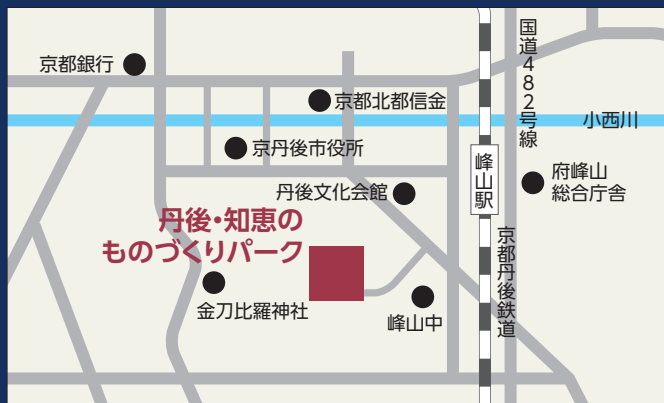 京都銀行
京都北都信金
京丹後市役所
丹後文化会館
丹後・知恵の
ものづくりパーク
金刀比羅神社
峰山中
峰山駅
国道482号線
小西川
府峰山
総合庁舎
京都丹後鉄道